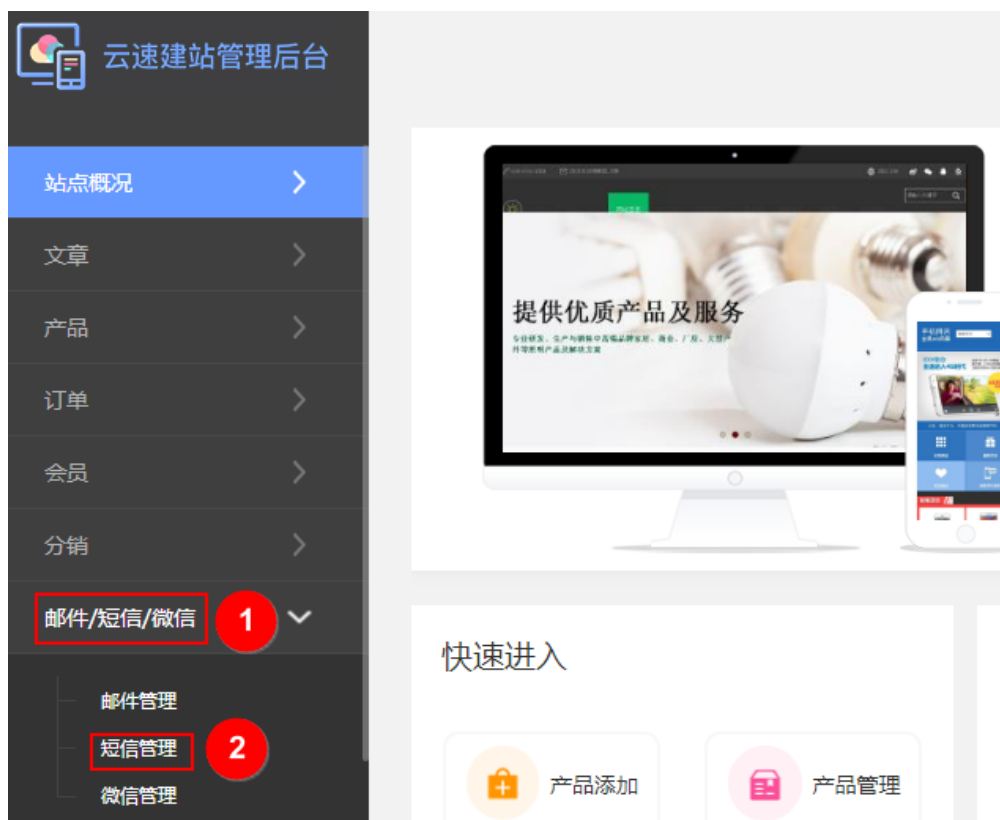 云速建站管理后台
站点概况
文章
产品
订单
会员
分销
邮件/短信/微信
1
邮件管理
短信管理
2
微信管理
提供优质产品及服务
快速进入
产品添加
产品管理